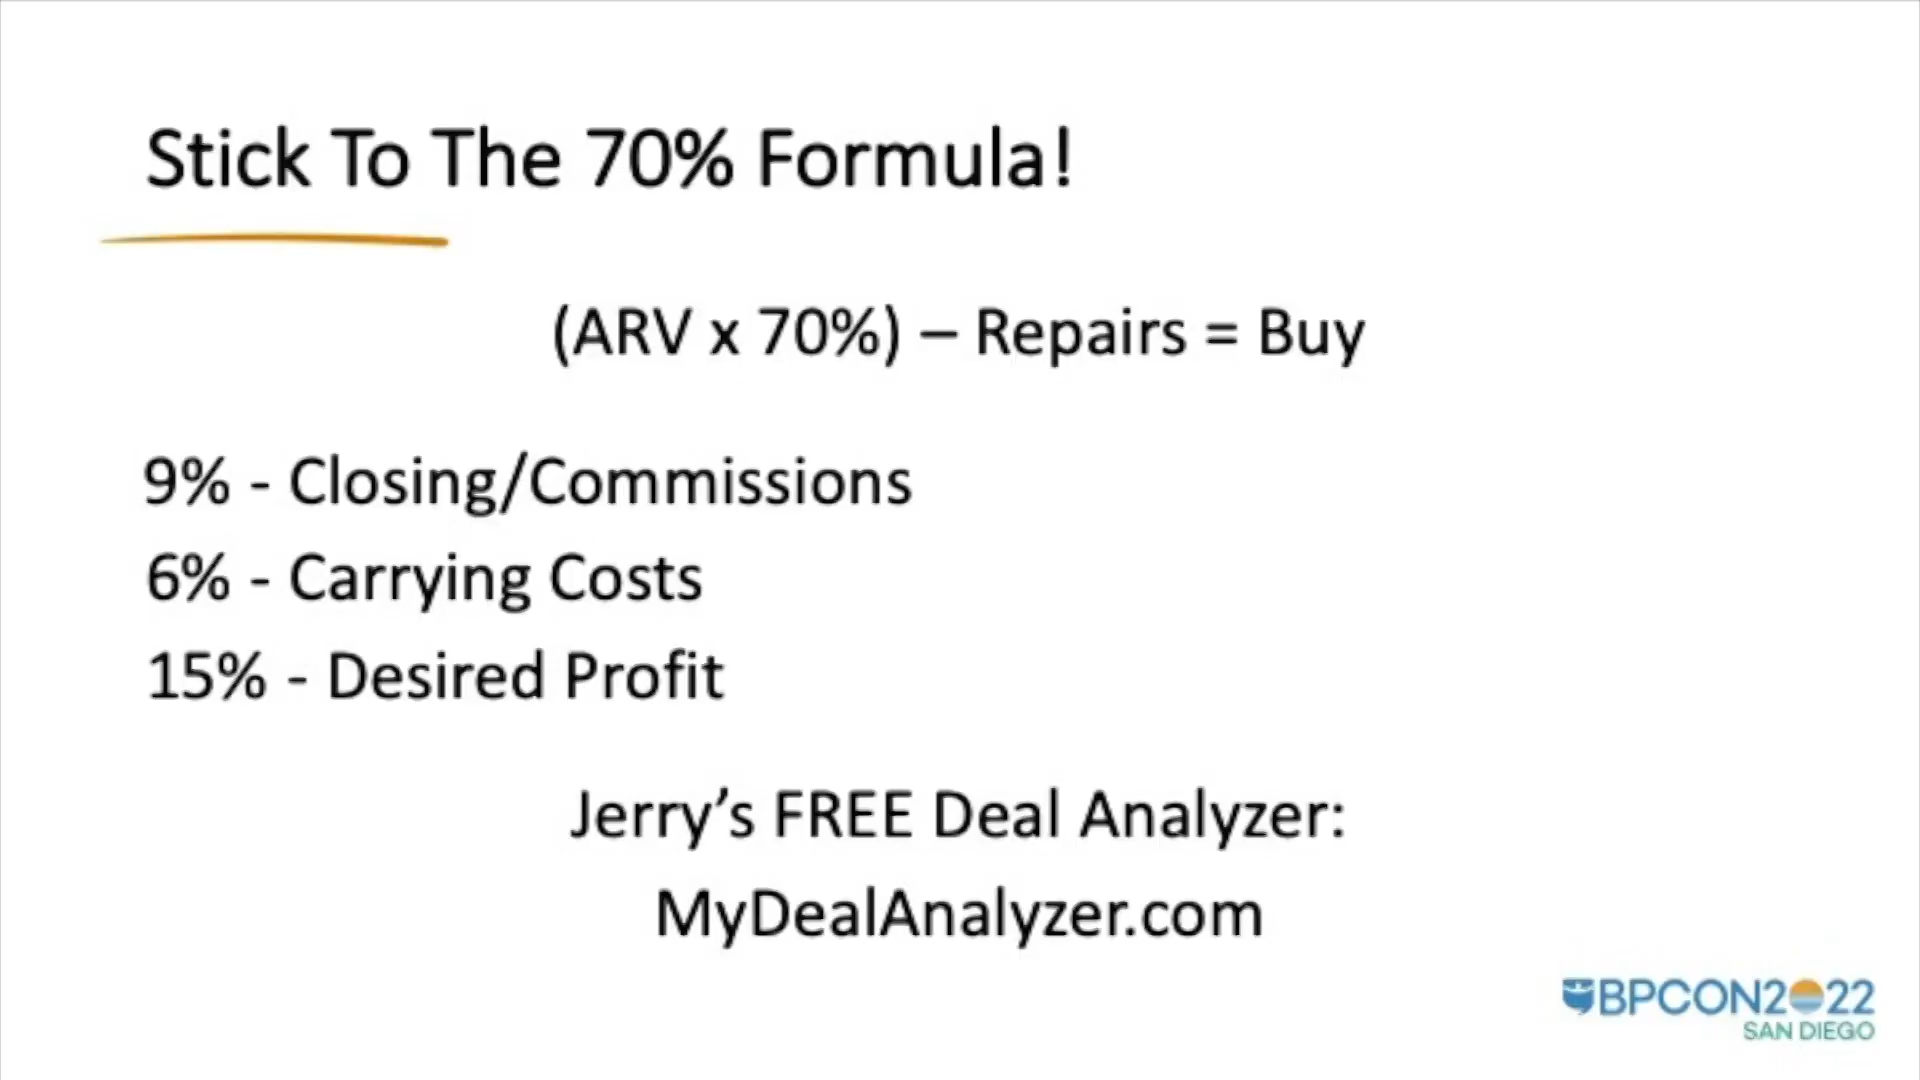 Stick To The 70% Formula!
(ARV x 70%) – Repairs = Buy
9% - Closing/Commissions
6% - Carrying Costs
15% - Desired Profit
Jerry’s FREE Deal Analyzer:
MyDealAnalyzer.com
BPCON2022
SAN DIEGO